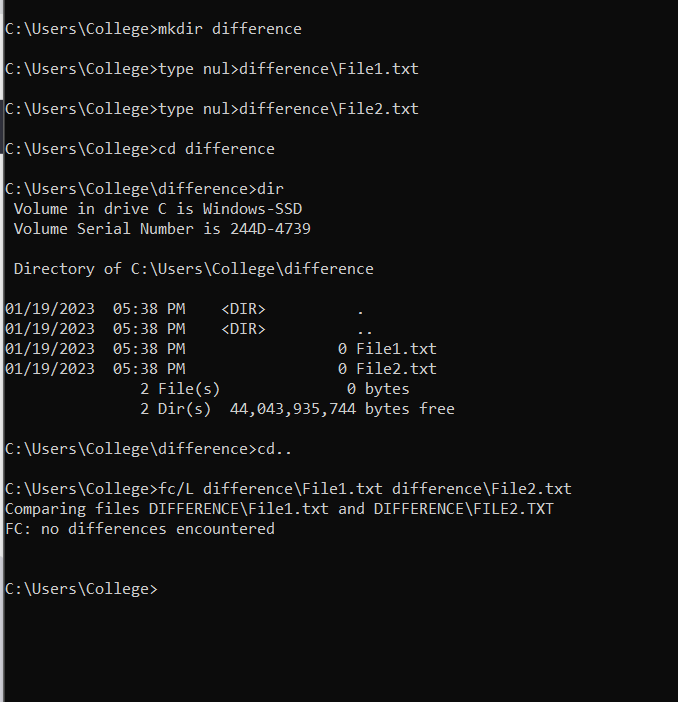 C:\Users\College>mkdir difference
C:\Users\College>type nul>difference\File1.txt
C:\Users\College>type nul>difference\File2.txt
C:\Users\College>cd difference
C:\Users\College\difference>dir
 Volume in drive C is Windows-SSD
 Volume Serial Number is 244D-4739
 Directory of C:\Users\College\difference
01/19/2023  05:38 PM    <DIR>          .
01/19/2023  05:38 PM    <DIR>          ..
01/19/2023  05:38 PM                 0 File1.txt
01/19/2023  05:38 PM                 0 File2.txt
               2 File(s)              0 bytes
               2 Dir(s)  44,043,935,744 bytes free
C:\Users\College\difference>cd..
C:\Users\College>fc/L difference\File1.txt difference\File2.txt
Comparing files DIFFERENCE\File1.txt and DIFFERENCE\FILE2.TXT
FC: no differences encountered
C:\Users\College>